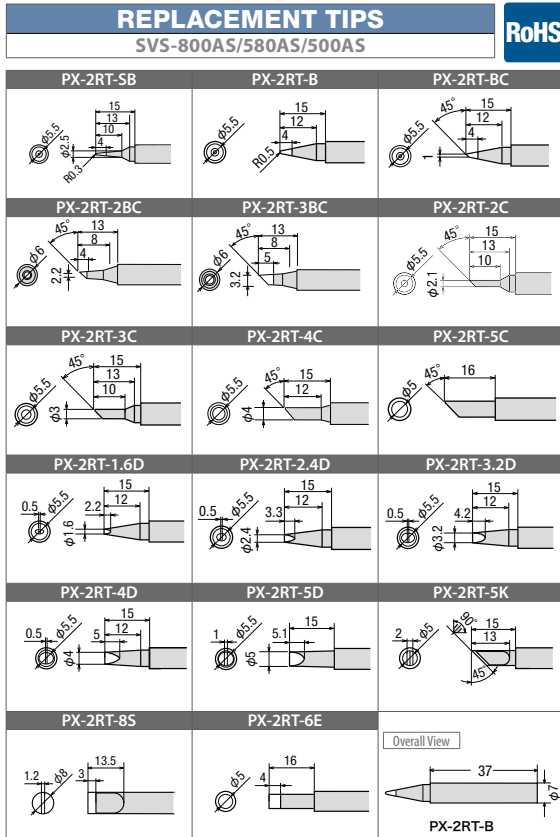 REPLACEMENT TIPS
SVS-800AS/580AS/500AS
RoHS
PX-2RT-SB
15
13
10
4
φ5.5
φ2.5
R0.3
PX-2RT-B
15
12
4
φ5.5
R0.5
PX-2RT-BC
45°
15
12
4
φ5.5
1
PX-2RT-2BC
45°
13
8
4
φ6
2.2
PX-2RT-3BC
45°
13
8
5
φ6
3.2
PX-2RT-2C
45°
15
13
10
φ5.5
φ2.1
PX-2RT-3C
45°
15
13
10
φ5.5
φ3
PX-2RT-4C
45°
15
12
φ5.5
φ4
PX-2RT-5C
45°
16
φ5
PX-2RT-1.6D
15
12
2.2
0.5
φ5.5
φ1.6
PX-2RT-2.4D
15
12
3.3
0.5
φ5.5
φ2.4
PX-2RT-3.2D
15
12
4.2
0.5
φ5.5
φ3.2
PX-2RT-4D
15
12
5
0.5
φ5.5
φ4
PX-2RT-5D
15
5.1
1
φ5.5
φ5
PX-2RT-5K
90°
15
13
2
φ5
45°
PX-2RT-8S
13.5
3
1.2
φ8
PX-2RT-6E
16
4
φ5
Overall View
37
φ7
PX-2RT-B